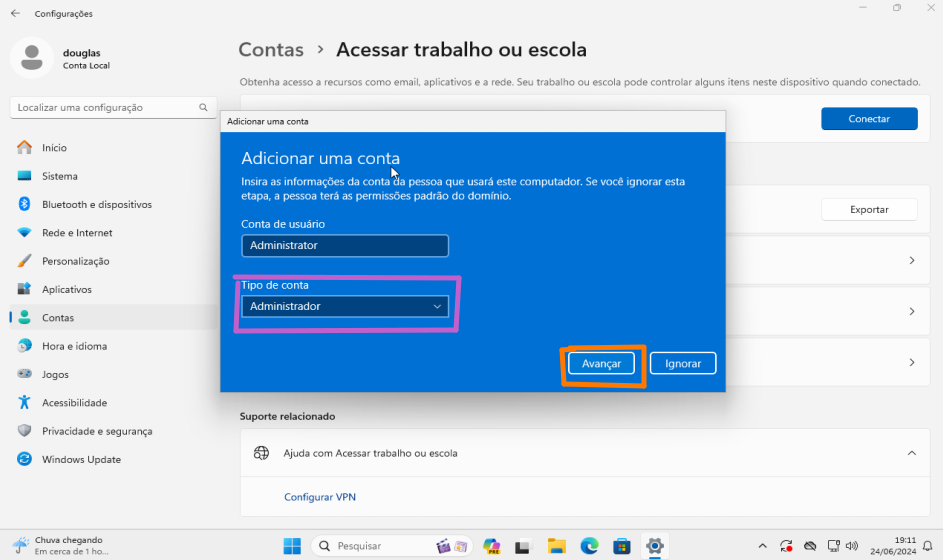 Configurações
douglas
Conta Local
Localizar uma configuração
Início
Sistema
Bluetooth e dispositivos
Rede e Internet
Personalização
Aplicativos
Contas
Hora e idioma
Jogos
Acessibilidade
Privacidade e segurança
Windows Update
Contas > Acessar trabalho ou escola
Obtenha acesso a recursos como email, aplicativos e a rede. Seu trabalho ou escola pode controlar alguns itens neste dispositivo quando conectado.
Conectar
Exportar
Adicionar uma conta
Adicionar uma conta
Insira as informações da conta da pessoa que usará este computador. Se você ignorar esta
etapa, a pessoa terá as permissões padrão do domínio.
Conta de usuário
Administrator
Tipo de conta
Administrador
Avançar
Ignorar
Suporte relacionado
Ajuda com Acessar trabalho ou escola
Configurar VPN
Chuva chegando
Em cerca de 1 ho...
Pesquisar
PRE
19:11
24/06/2024